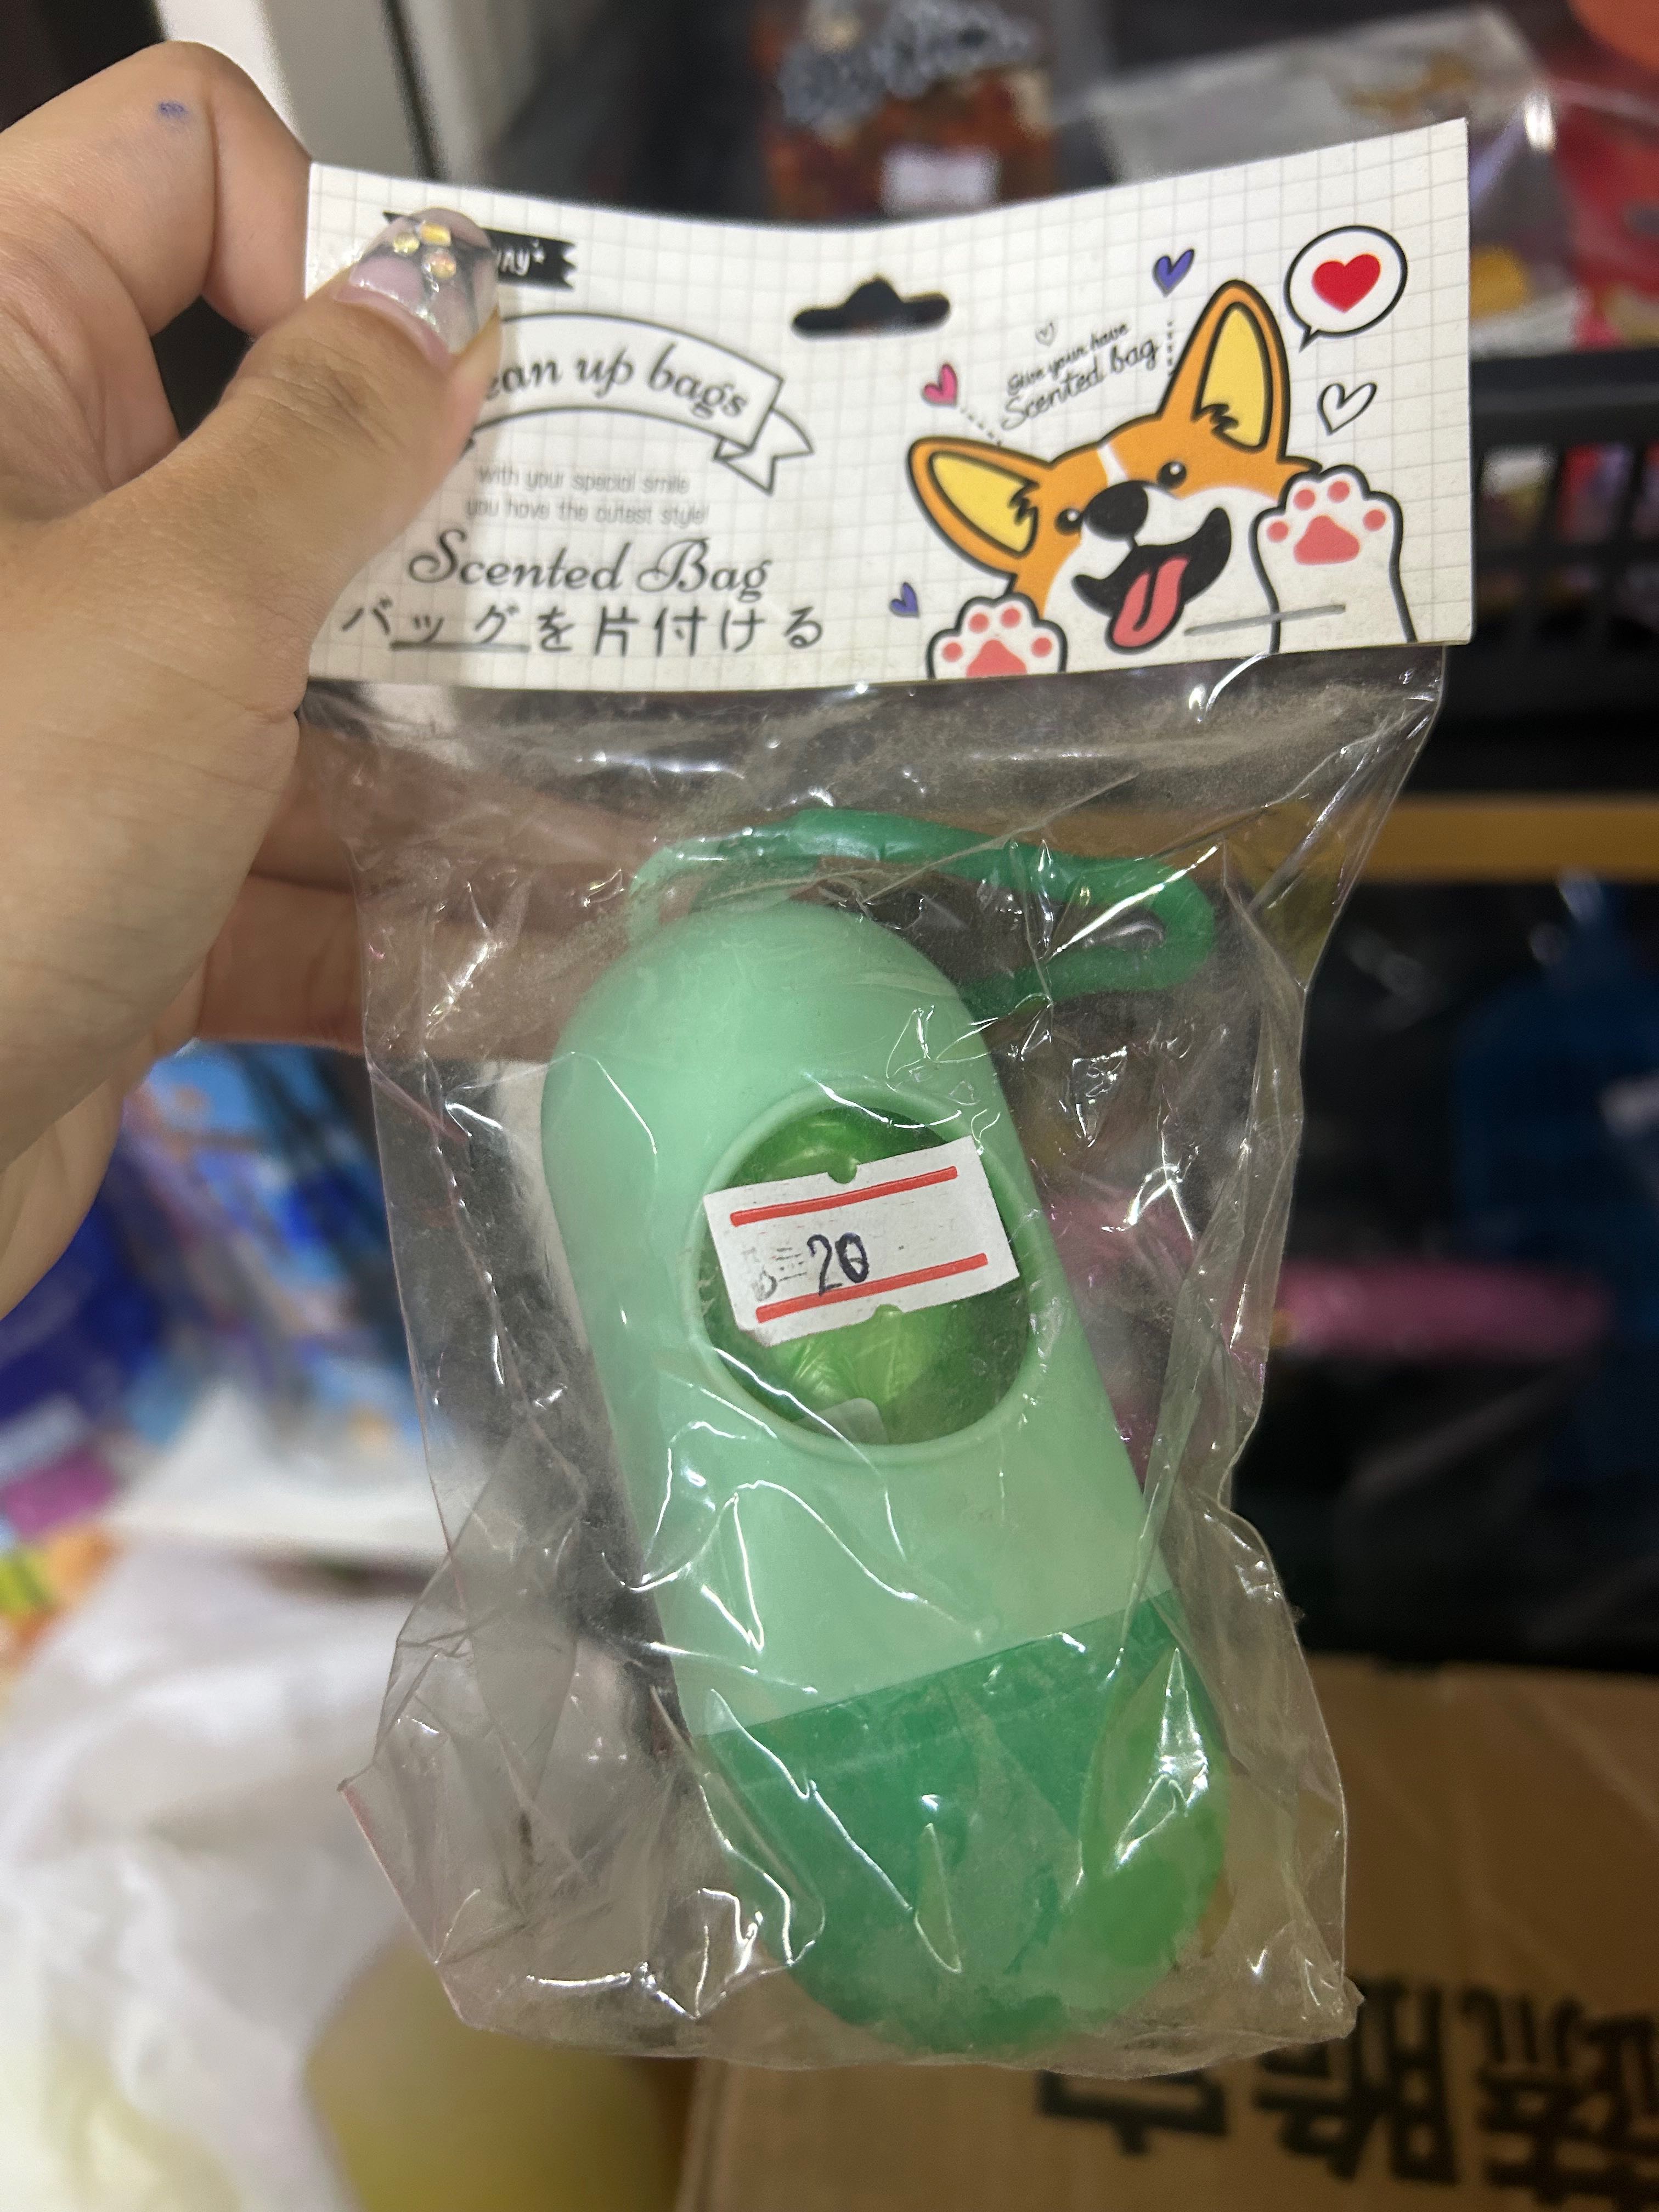 an up bags
with your special smile
you have the cutest style!
Scented Bag
バッグを片付ける
Give your have
Scented bag
20